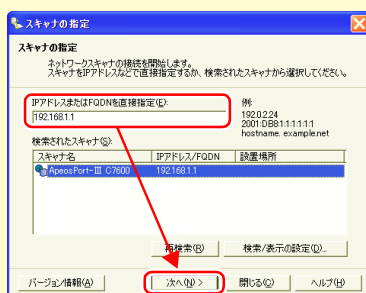 スキャナの指定
スキャナの指定
ネットワークスキャナの接続を開始します。
スキャナをIPアドレスなどで直接指定するか、検索されたスキャナから選択してください。
IPアドレスまたはFQDNを直接指定(E):
192.168.1.1
例:
192.0.2.24
2001:DB8:1:1:1:1:1:1
hostname.example.net
検索されたスキャナ(S):
スキャナ名 IPアドレス/FQDN 設置場所
ApeosPort-III C7600 192.168.1.1
再検索(R) 検索/表示の設定(D)...
バージョン情報(A) 次へ(N) > 閉じる(C) ヘルプ(H)